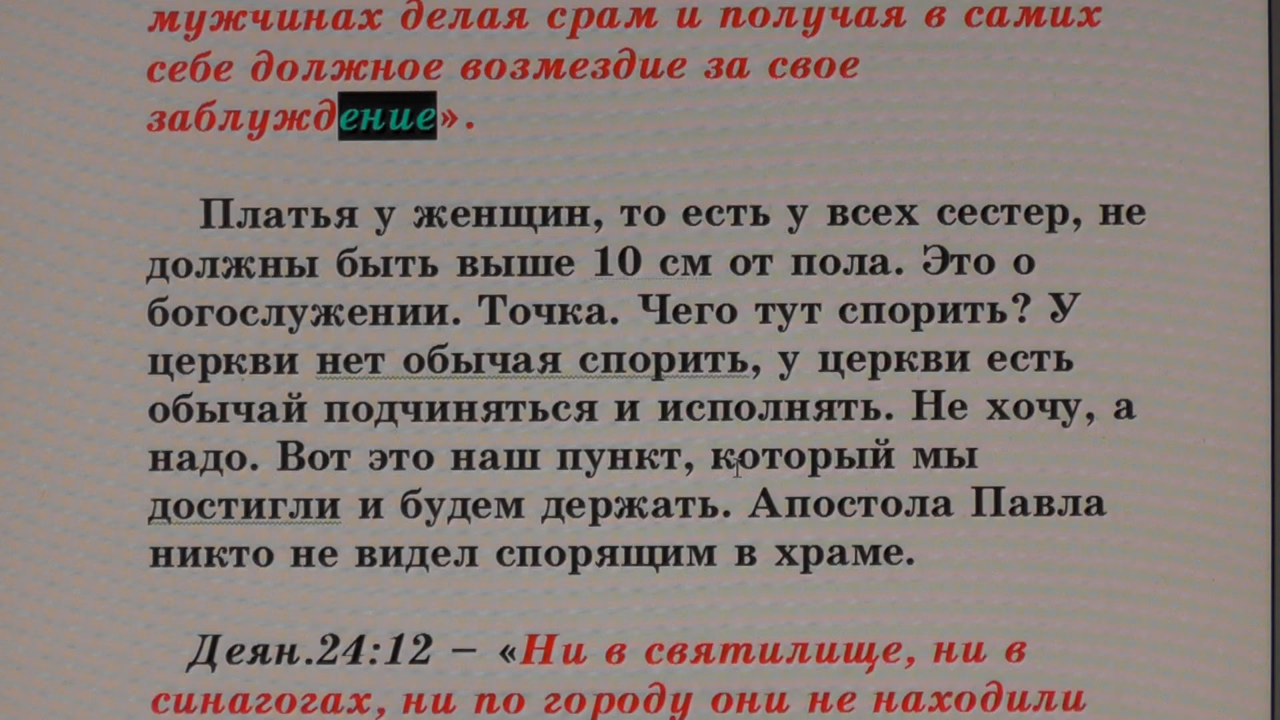 мужчинах делая срам и получая в самих
себе должное возмездие за свое
заблуждение».
Платья у женщин, то есть у всех сестер, не
должны быть выше 10 см от пола. Это о
богослужении. Точка. Чего тут спорить? У
церкви нет обычая спорить, у церкви есть
обычай подчиняться и исполнять. Не хочу, а
надо. Вот это наш пункт, который мы
достигли и будем держать. Апостола Павла
никто не видел спорящим в храме.
Деян.24:12 – «Ни в святилище, ни в
синагогах, ни по городу они не находили